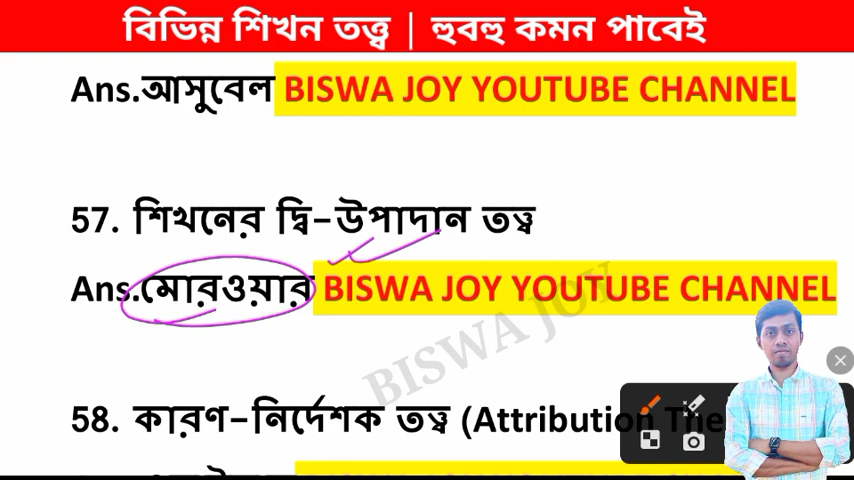 বিভিন্ন শিখন তত্ত্ব | হুবহু কমন পাবেই
Ans.আসুবেল BISWA JOY YOUTUBE CHANNEL
57. শিখনের দ্বি-উপাদান তত্ত্ব
Ans.মোরওয়ার BISWA JOY YOUTUBE CHANNEL
BISWA JOY
58. কারণ-নির্দেশক তত্ত্ব (Attribution The